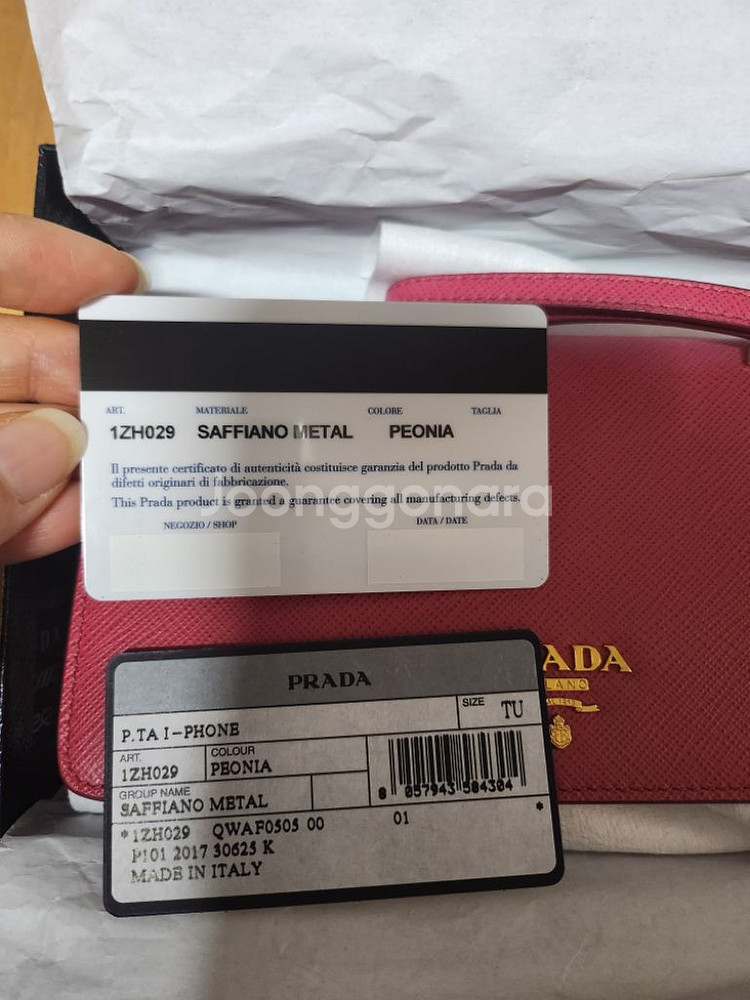 ART. MATERIALE COLORE TAGLIA
1ZH029 SAFFIANO METAL PEONIA
Il presente certificato di autenticità costituisce garanzia del prodotto Prada da
difetti originari di fabbricazione.
This Prada product is granted a guarantee covering all manufacturing defects.
Joonggonara
NEGOZIO / SHOP DATA / DATE
ADA
LANO
PRADA
P.TA I-PHONE SIZE TU
ART. COLOUR
1ZH029 PEONIA
GROUP NAME
SAFFIANO METAL
8 057943 584304
*1ZH029 QWAF0505 00 01 *
P101 2017 30625 K
MADE IN ITALY